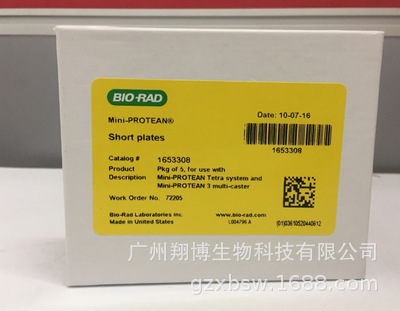 BIO-RAD
Mini-PROTEAN®
Date: 10-07-16
Short plates
1653308
Catalog # 1653308
Product Pkg of 5, for use with
Description Mini-PROTEAN Tetra system and
Mini-PROTEAN 3 multi-caster
Work Order No. 72205
Bio-Rad Laboratories Inc. www.bio-rad.com
Made in United States L004796 A
(01)03610520440612
广州翔博生物科技有限公司
gzxbsw.1688.com